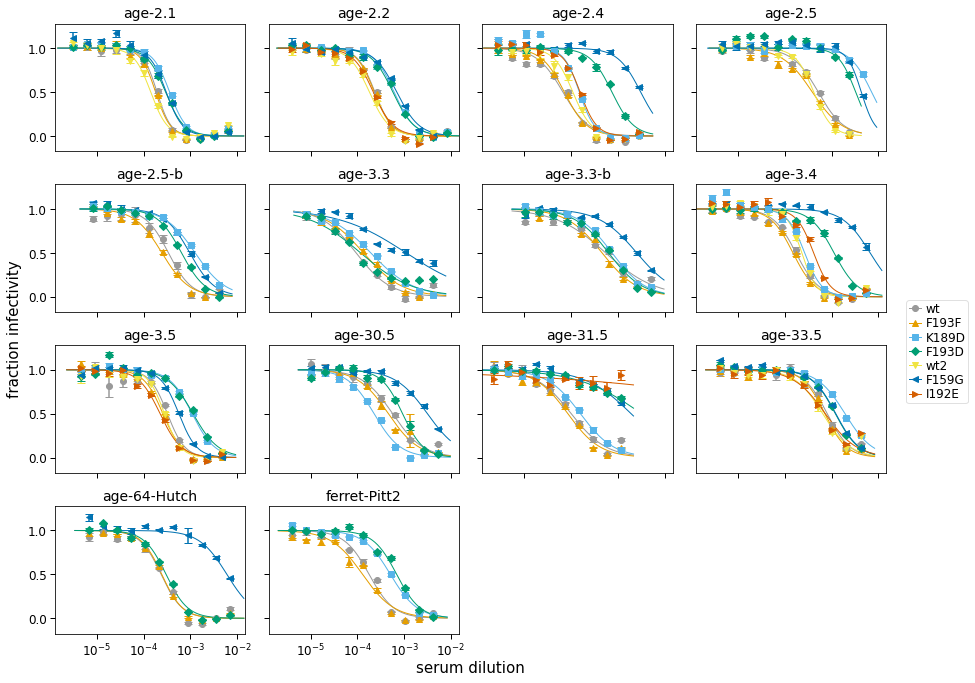 age-2.1
age-2.2
age-2.4
age-2.5
1.0
0.5
0.0
age-2.5-b
age-3.3
age-3.3-b
age-3.4
1.0
0.5
0.0
fraction infectivity
wt
F193F
K189D
F193D
wt2
F159G
I192E
age-3.5
age-30.5
age-31.5
age-33.5
1.0
0.5
0.0
age-64-Hutch
ferret-Pitt2
1.0
0.5
0.0
10⁻⁵ 10⁻⁴ 10⁻³ 10⁻²
10⁻⁵ 10⁻⁴ 10⁻³ 10⁻²
serum dilution